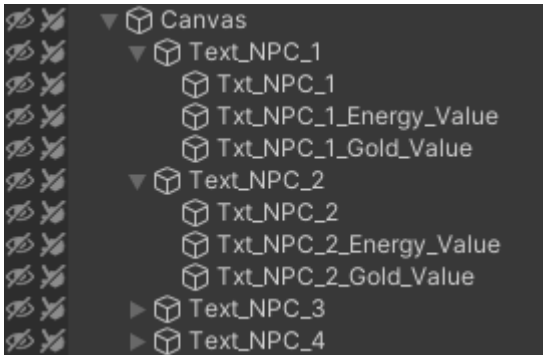 Canvas
Text_NPC_1
Txt_NPC_1
Txt_NPC_1_Energy_Value
Txt_NPC_1_Gold_Value
Text_NPC_2
Txt_NPC_2
Txt_NPC_2_Energy_Value
Txt_NPC_2_Gold_Value
Text_NPC_3
Text_NPC_4